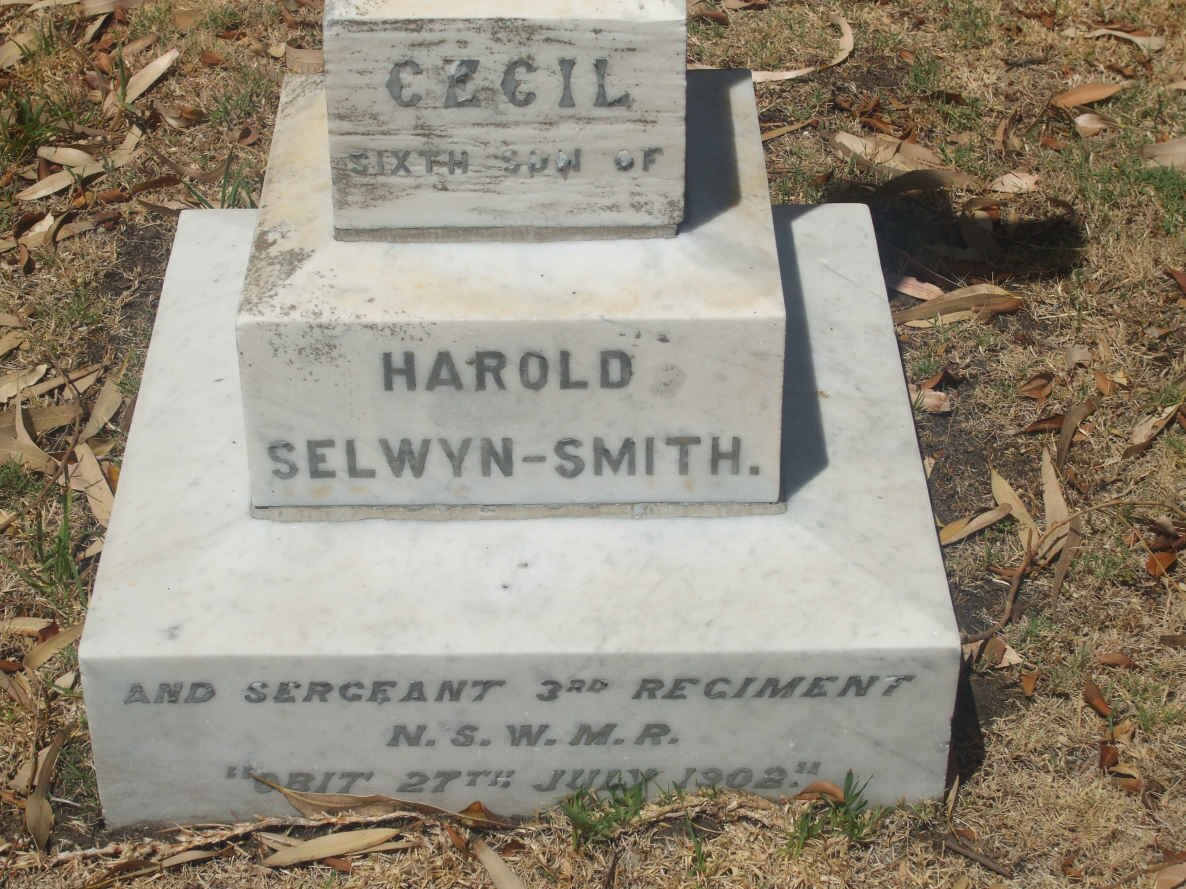 CECIL
SIXTH SON OF
HAROLD
SELWYN-SMITH.
AND SERGEANT 3RD REGIMENT
N.S.W.M.R.
"OBIT" 27TH JULY 1902."